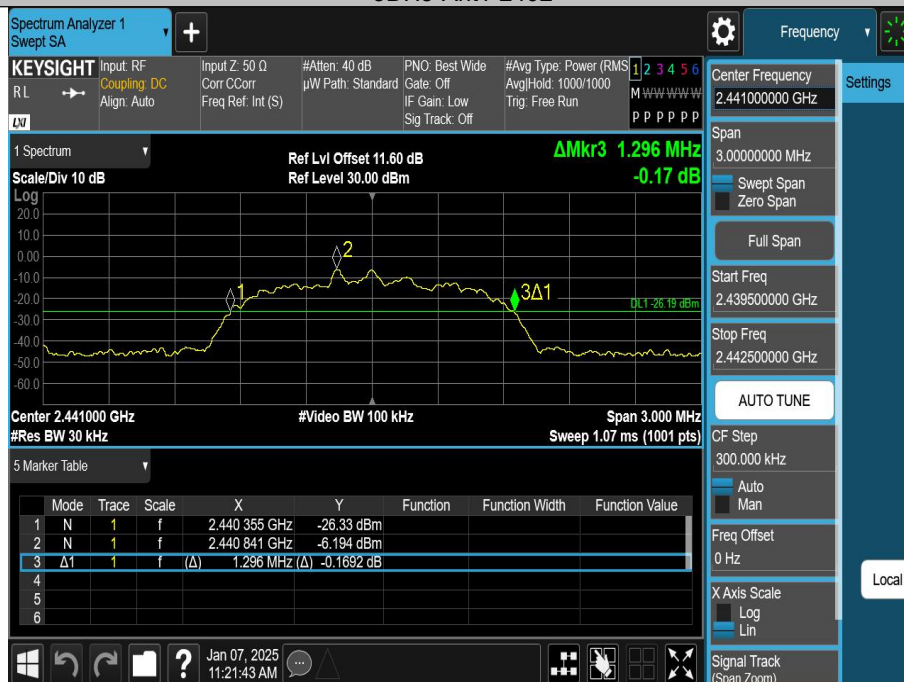 Spectrum Analyzer 1
Swept SA
Frequency
KEYSIGHT
RL
LXI
Input: RF
Coupling: DC
Align: Auto
Input Z: 50 Ω
Corr CCorr
Freq Ref: Int (S)
#Atten: 40 dB
µW Path: Standard
PNO: Best Wide
Gate: Off
IF Gain: Low
Sig Track: Off
#Avg Type: Power (RMS
Avg|Hold: 1000/1000
Trig: Free Run
1 2 3 4 5 6
M W W W W W
P P P P P P
1 Spectrum
Scale/Div 10 dB
Ref Lvl Offset 11.60 dB
Ref Level 30.00 dBm
ΔMkr3 1.296 MHz
-0.17 dB
Log
20.0
10.0
0.00
-10.0
-20.0
-30.0
-40.0
-50.0
-60.0
1
2
3Δ1
DL1 -26.19 dBm
Center 2.441000 GHz
#Video BW 100 kHz
Span 3.000 MHz
#Res BW 30 kHz
Sweep 1.07 ms (1001 pts)
5 Marker Table
Mode Trace Scale X Y Function Function Width Function Value
1 N 1 f 2.440 355 GHz -26.33 dBm
2 N 1 f 2.440 841 GHz -6.194 dBm
3 Δ1 1 f (Δ) 1.296 MHz (Δ) -0.1692 dB
4
5
6
Jan 07, 2025
11:21:43 AM
Center Frequency
2.441000000 GHz
Settings
Span
3.00000000 MHz
Swept Span
Zero Span
Full Span
Start Freq
2.439500000 GHz
Stop Freq
2.442500000 GHz
AUTO TUNE
CF Step
300.000 kHz
Auto
Man
Freq Offset
0 Hz
Local
X Axis Scale
Log
Lin
Signal Track
(Span Zoom)